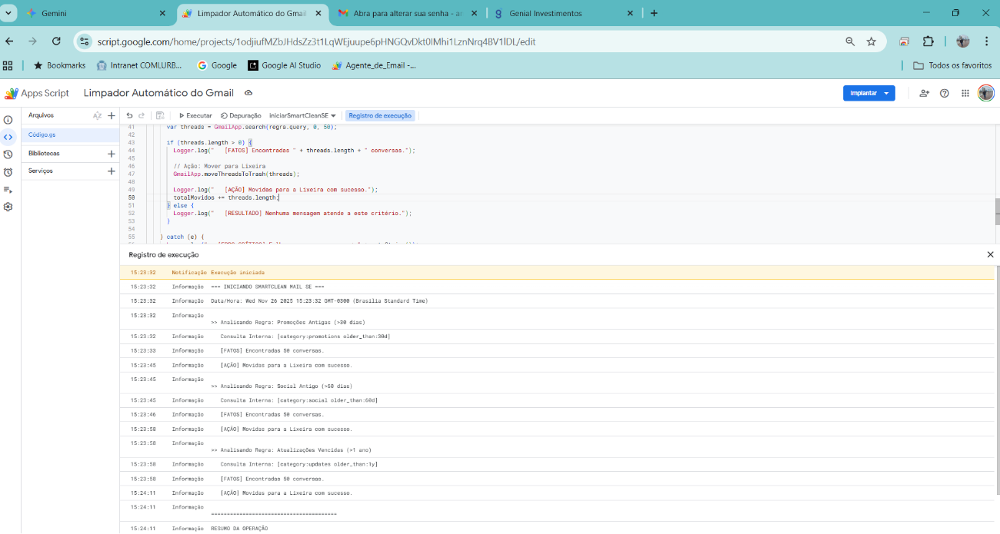 Gemini
Limpador Automático do Gmail
Abra para alterar sua senha - as
Genial Investimentos
script.google.com/home/projects/1odjiufMZbJHdsZz3t1LqWEjuupe6pHNGQvDkt0IMhi1LznNrq4BV1lDL/edit
Bookmarks
Intranet COMLURB...
Google
Google AI Studio
Agente_de_Email -...
Todos os favoritos
Apps Script
Limpador Automático do Gmail
Implantar
Arquivos
AZ
Código.gs
Bibliotecas
Serviços
Executar
Depuração
iniciarSmartCleanSE
Registro de execução
41 var threads = GmailApp.search(regra.query, 0, 50);
42
43 if (threads.length > 0) {
44 Logger.log("   [FATOS] Encontradas " + threads.length + " conversas.");
45
46 // Ação: Mover para Lixeira
47 GmailApp.moveThreadsToTrash(threads);
48
49 Logger.log("   [AÇÃO] Movidas para a Lixeira com sucesso.");
50 totalMovidos += threads.length;
51 } else {
52 Logger.log("   [RESULTADO] Nenhuma mensagem atende a este critério.");
53 }
54
55 } catch (e) {
Registro de execução
15:23:32 Notificação Execução iniciada
15:23:32 Informação === INICIANDO SMARTCLEAN MAIL SE ===
15:23:32 Informação Data/Hora: Wed Nov 26 2025 15:23:32 GMT-0300 (Brasilia Standard Time)
15:23:32 Informação
>> Analisando Regra: Promoções Antigas (>30 dias)
15:23:32 Informação Consulta Interna: [category:promotions older_than:30d]
15:23:33 Informação [FATOS] Encontradas 50 conversas.
15:23:45 Informação [AÇÃO] Movidas para a Lixeira com sucesso.
15:23:45 Informação
>> Analisando Regra: Social Antigo (>60 dias)
15:23:45 Informação Consulta Interna: [category:social older_than:60d]
15:23:46 Informação [FATOS] Encontradas 50 conversas.
15:23:58 Informação [AÇÃO] Movidas para a Lixeira com sucesso.
15:23:58 Informação
>> Analisando Regra: Atualizações Vencidas (>1 ano)
15:23:58 Informação Consulta Interna: [category:updates older_than:1y]
15:23:58 Informação [FATOS] Encontradas 50 conversas.
15:24:11 Informação [AÇÃO] Movidas para a Lixeira com sucesso.
15:24:11 Informação
========================================
15:24:11 Informação RESUMO DA OPERAÇÃO